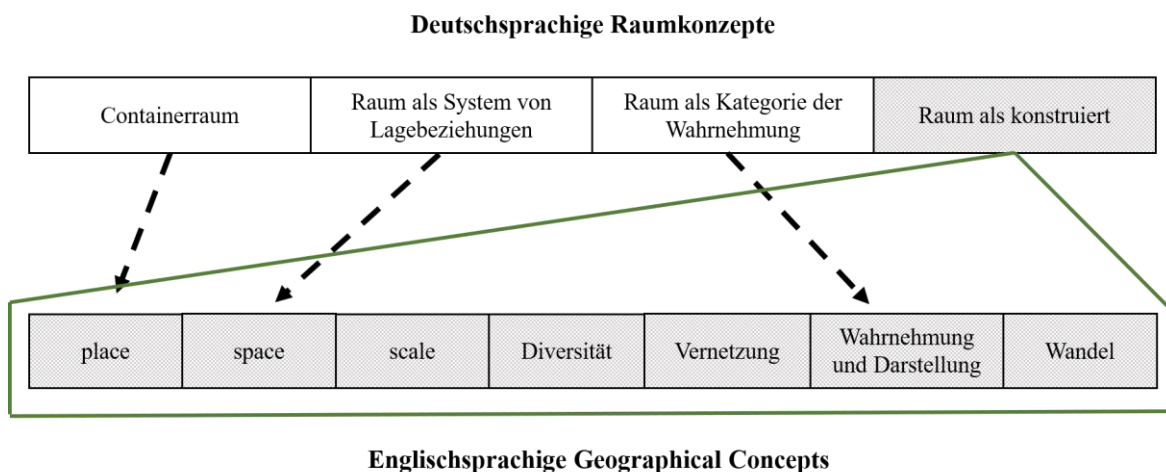 Deutschsprachige Raumkonzepte
Containerraum
Raum als System von
Lagebeziehungen
Raum als Kategorie der
Wahrnehmung
Raum als konstruiert
place
space
scale
Diversität
Vernetzung
Wahrnehmung
und Darstellung
Wandel
Englischsprachige Geographical Concepts